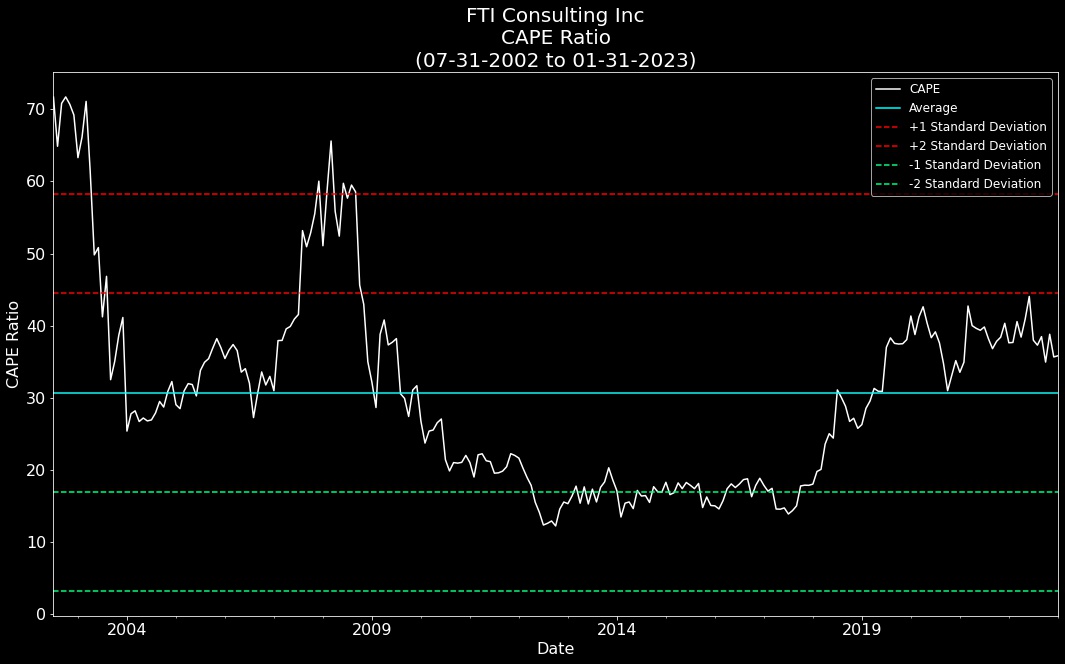 FTI Consulting Inc
CAPE Ratio
(07-31-2002 to 01-31-2023)
CAPE
Average
+1 Standard Deviation
+2 Standard Deviation
-1 Standard Deviation
-2 Standard Deviation
CAPE Ratio
70
60
50
40
30
20
10
0
2004
2009
2014
2019
Date